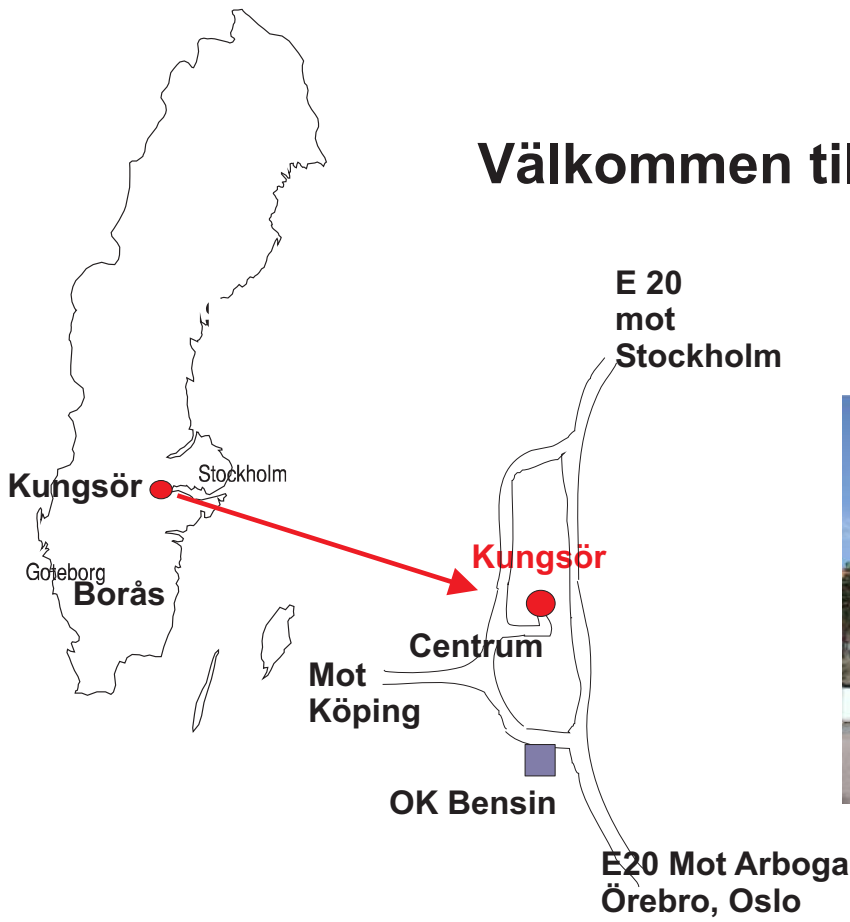 Välkommen til
E 20
mot
Stockholm
Stockholm
Kungsör
Goteborg
Borås
Kungsör
Centrum
Mot
Köping
OK Bensin
E20 Mot Arboga
Örebro, Oslo